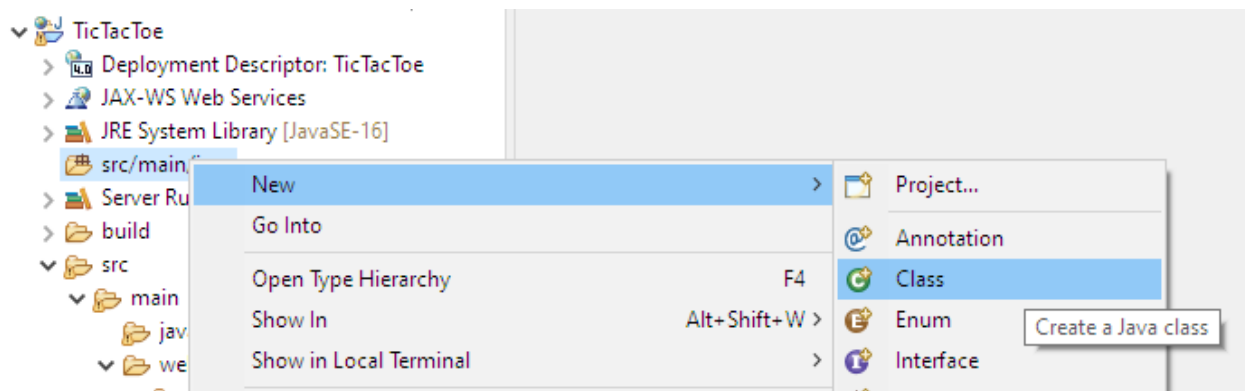 TicTacToe
4.0 Deployment Descriptor: TicTacToe
JAX-WS Web Services
JRE System Library [JavaSE-16]
src/main/
Server Ru
build
src
main
jav
we
New
Go Into
Open Type Hierarchy F4
Show In Alt+Shift+W
Show in Local Terminal
Project...
@ Annotation
C Class
E Enum
I Interface
Create a Java class